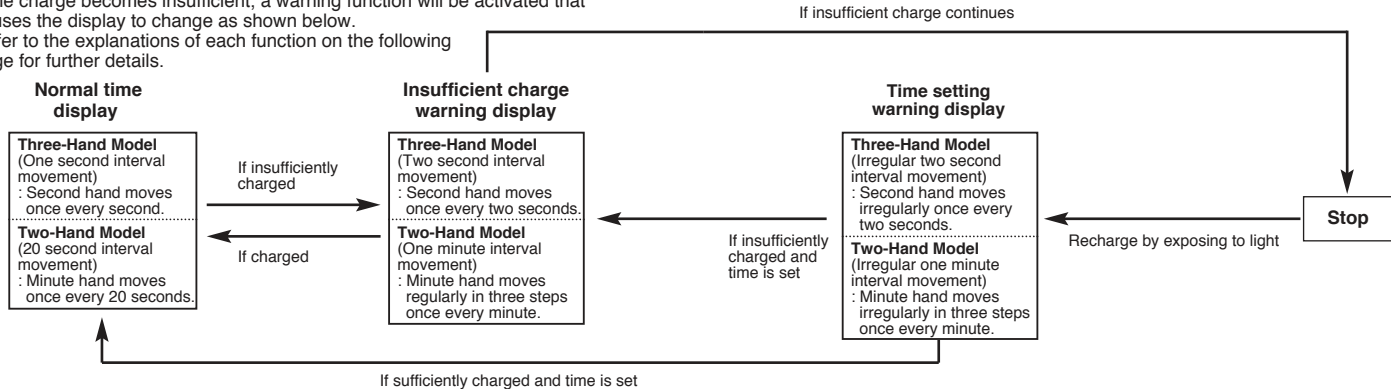 he charge becomes insufficient, a warning function will be activated that
uses the display to change as shown below.
fer to the explanations of each function on the following
ge for further details.
If insufficient charge continues
Normal time
display
Three-Hand Model
(One second interval
movement)
: Second hand moves
once every second.
Two-Hand Model
(20 second interval
movement)
: Minute hand moves
once every 20 seconds.
If insufficiently
charged
If charged
Insufficient charge
warning display
Three-Hand Model
(Two second interval
movement)
: Second hand moves
once every two seconds.
Two-Hand Model
(One minute interval
movement)
: Minute hand moves
regularly in three steps
once every minute.
If insufficiently
charged and
time is set
Time setting
warning display
Three-Hand Model
(Irregular two second
interval movement)
: Second hand moves
irregularly once every
two seconds.
Two-Hand Model
(Irregular one minute
interval movement)
: Minute hand moves
irregularly in three steps
once every minute.
Recharge by exposing to light
Stop
If sufficiently charged and time is set